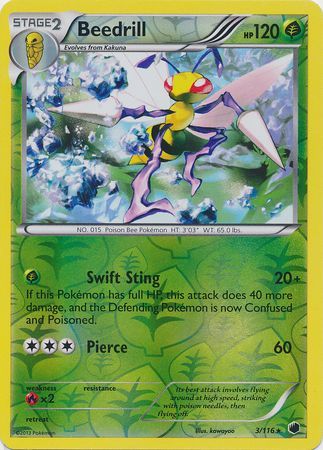 STAGE2
Beedrill
HP120
Evolves from Kakuna
NO. 015 Poison Bee Pokémon HT: 3'03" WT: 65.0 lbs.
Swift Sting 20+
If this Pokémon has full HP, this attack does 40 more
damage, and the Defending Pokémon is now Confused
and Poisoned.
Pierce 60
weakness resistance
×2
retreat
Its best attack involves flying
around at high speed, striking
with poison needles, then
flying off.
©2013 Pokémon
Illus. kawayoo
3/116★